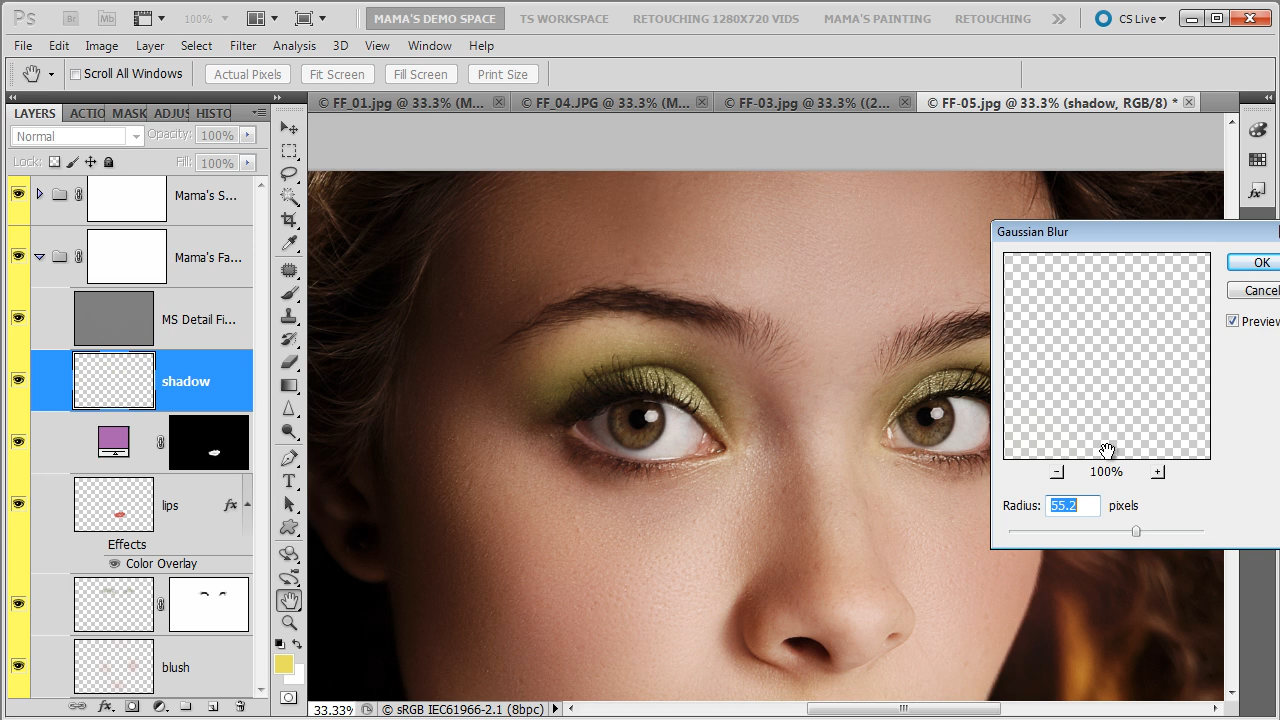 Ps Br Mb 100% MAMA'S DEMO SPACE TS WORKSPACE RETOUCHING 1280X720 VIDS MAMA'S PAINTING RETOUCHING CS Live
File Edit Image Layer Select Filter Analysis 3D View Window Help
Scroll All Windows Actual Pixels Fit Screen Fill Screen Print Size
LAYERS ACTIO MASK ADJUS HISTO
© FF_01.jpg @ 33.3% (M... © FF_04.JPG @ 33.3% (M... © FF-03.jpg @ 33.3% ((2... © FF-05.jpg @ 33.3% (shadow, RGB/8) *
Normal Opacity: 100%
Lock: Fill: 100%
Mama's S...
Mama's Fa...
MS Detail Fi...
shadow
lips fx
Effects
Color Overlay
blush
fx
T
Gaussian Blur
OK
Cancel
Preview
100%
Radius: 55.2 pixels
33.33% © sRGB IEC61966-2.1 (8bpc)